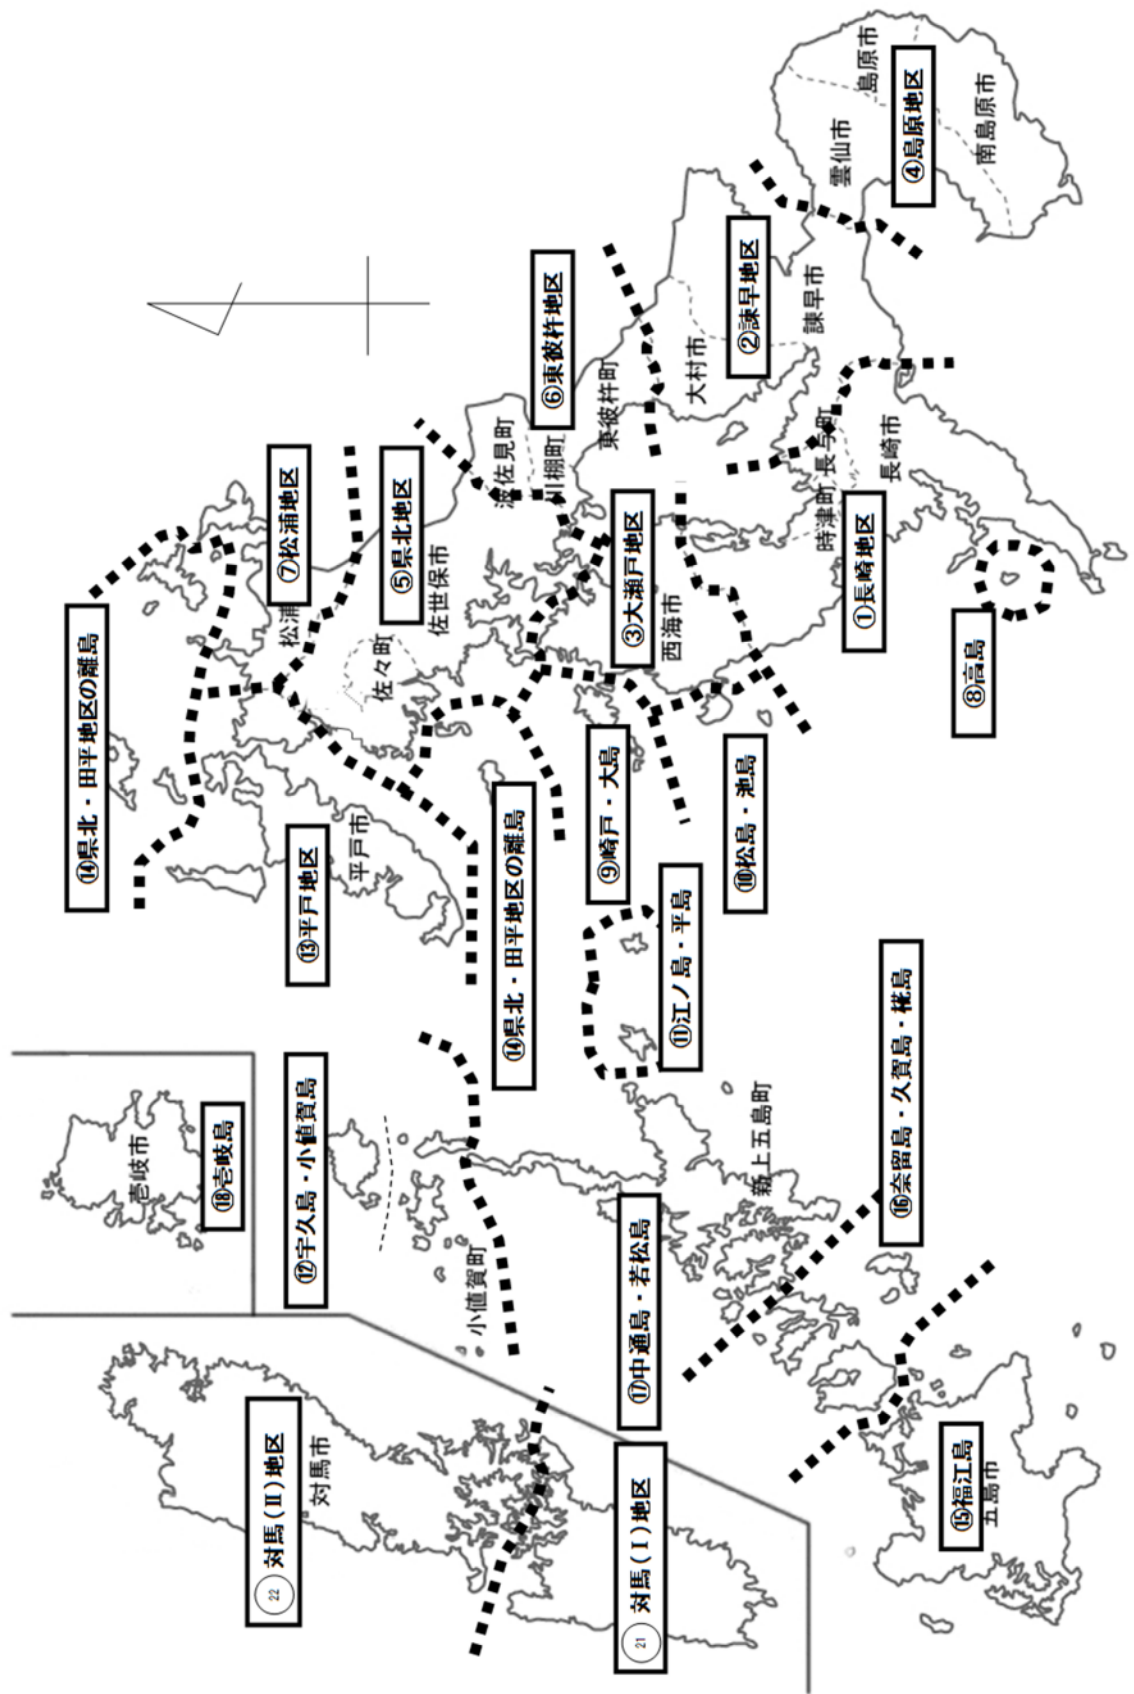 ⑭県北・田平地区の離島
⑦松浦地区
⑤県北地区
⑥東彼杵地区
⑬平戸地区
⑱壱岐島
⑫宇久島・小値賀島
㉒ 対馬(Ⅱ)地区
⑭県北・田平地区の離島
③大瀬戸地区
②諫早地区
④島原地区
⑨崎戸・大島
⑪江ノ島・平島
⑩松島・池島
①長崎地区
⑧高島
⑰中通島・若松島
㉑ 対馬(Ⅰ)地区
⑯奈留島・久賀島・椛島
⑮福江島
壱岐市
対馬市
平戸市
松浦
佐々町
佐世保市
波佐見町
川棚町
東彼杵町
大村市
諫早市
雲仙市
島原市
南島原市
小値賀町
西海市
時津町
長与町
長崎市
新上五島町
五島市